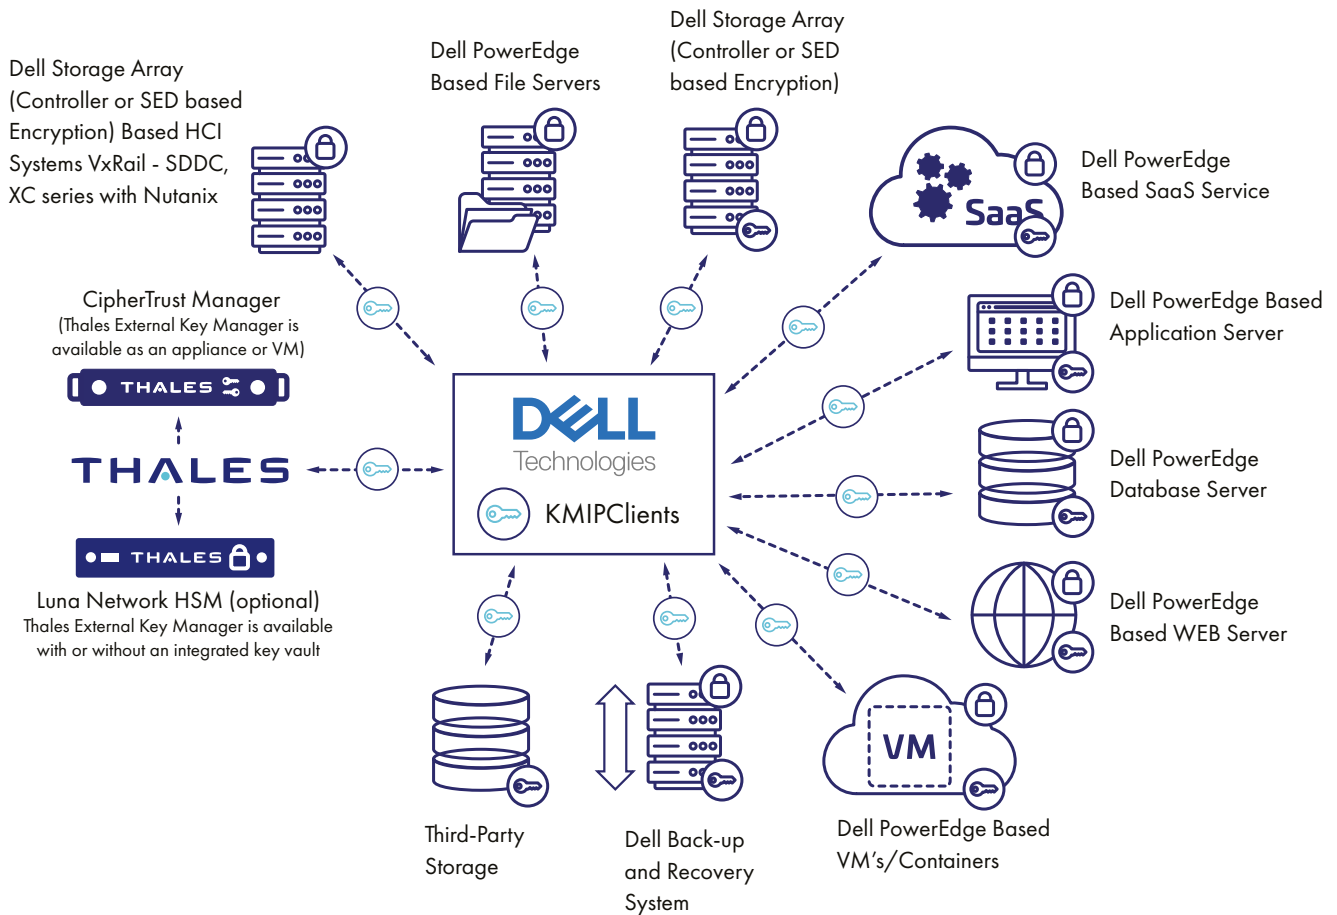 Dell Storage Array
(Controller or SED based
Encryption) Based HCI
Systems VxRail - SDDC,
XC series with Nutanix
Dell PowerEdge
Based File Servers
Dell Storage Array
(Controller or SED
based Encryption)
SaaS
Dell PowerEdge
Based SaaS Service
CipherTrust Manager
(Thales External Key Manager is
available as an appliance or VM)
THALES
THALES
THALES
Luna Network HSM (optional)
Thales External Key Manager is available
with or without an integrated key vault
DELL
Technologies
KMIPClients
Dell PowerEdge Based
Application Server
Dell PowerEdge
Database Server
Dell PowerEdge
Based WEB Server
Third-Party
Storage
Dell Back-up
and Recovery
System
VM
Dell PowerEdge Based
VM's/Containers